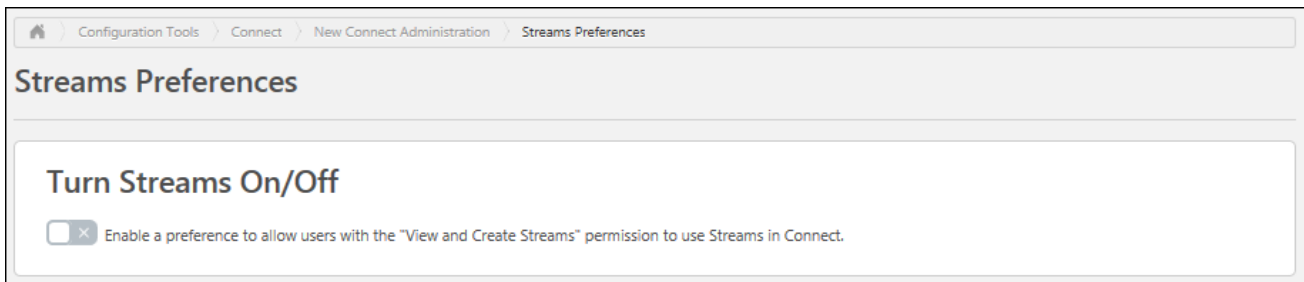 Configuration Tools Connect New Connect Administration Streams Preferences
Streams Preferences
Turn Streams On/Off
Enable a preference to allow users with the "View and Create Streams" permission to use Streams in Connect.